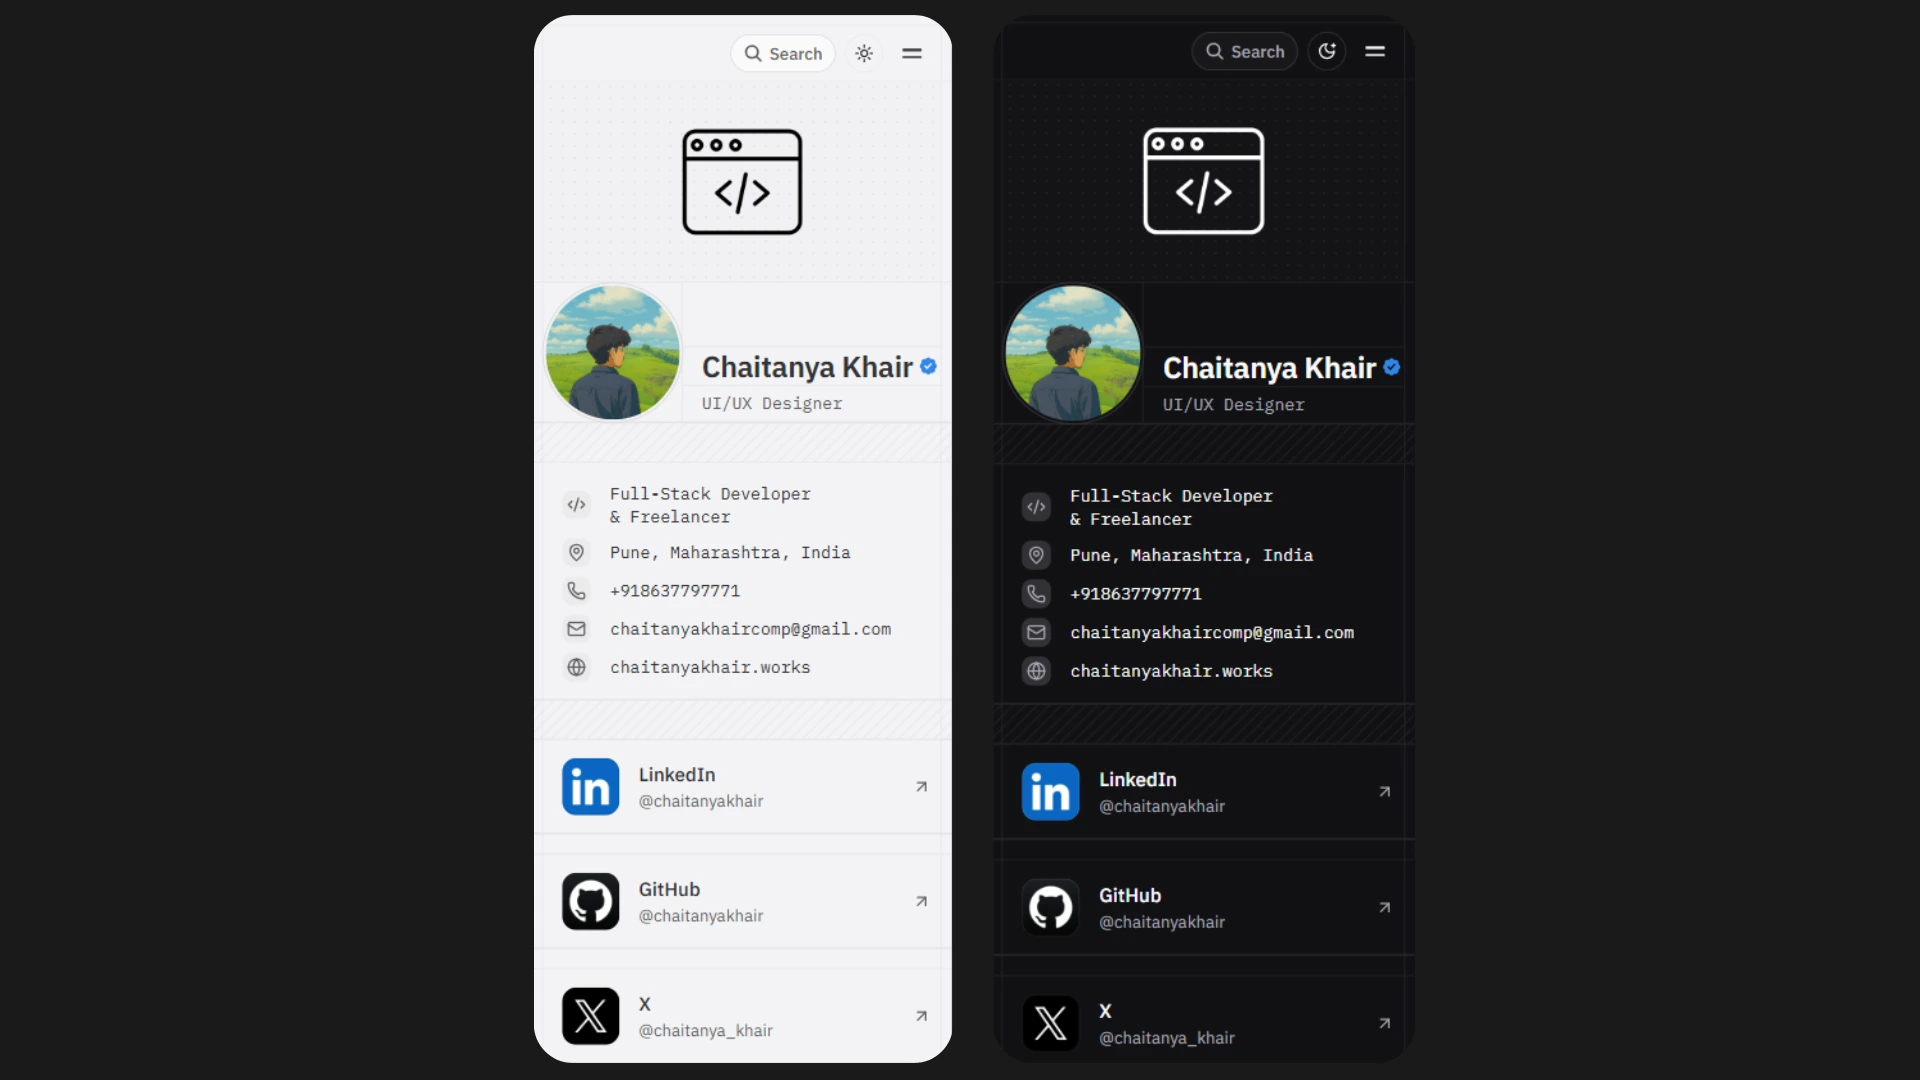 Search
</>
Chaitanya Khair
UI/UX Designer
Full-Stack Developer
& Freelancer
Pune, Maharashtra, India
+918637797771
chaitanyakhaircomp@gmail.com
chaitanyakhair.works
in
LinkedIn
@chaitanyakhair
GitHub
@chaitanyakhair
X
@chaitanya_khair
Search
</>
Chaitanya Khair
UI/UX Designer
Full-Stack Developer
& Freelancer
Pune, Maharashtra, India
+918637797771
chaitanyakhaircomp@gmail.com
chaitanyakhair.works
in
LinkedIn
@chaitanyakhair
GitHub
@chaitanyakhair
X
@chaitanya_khair